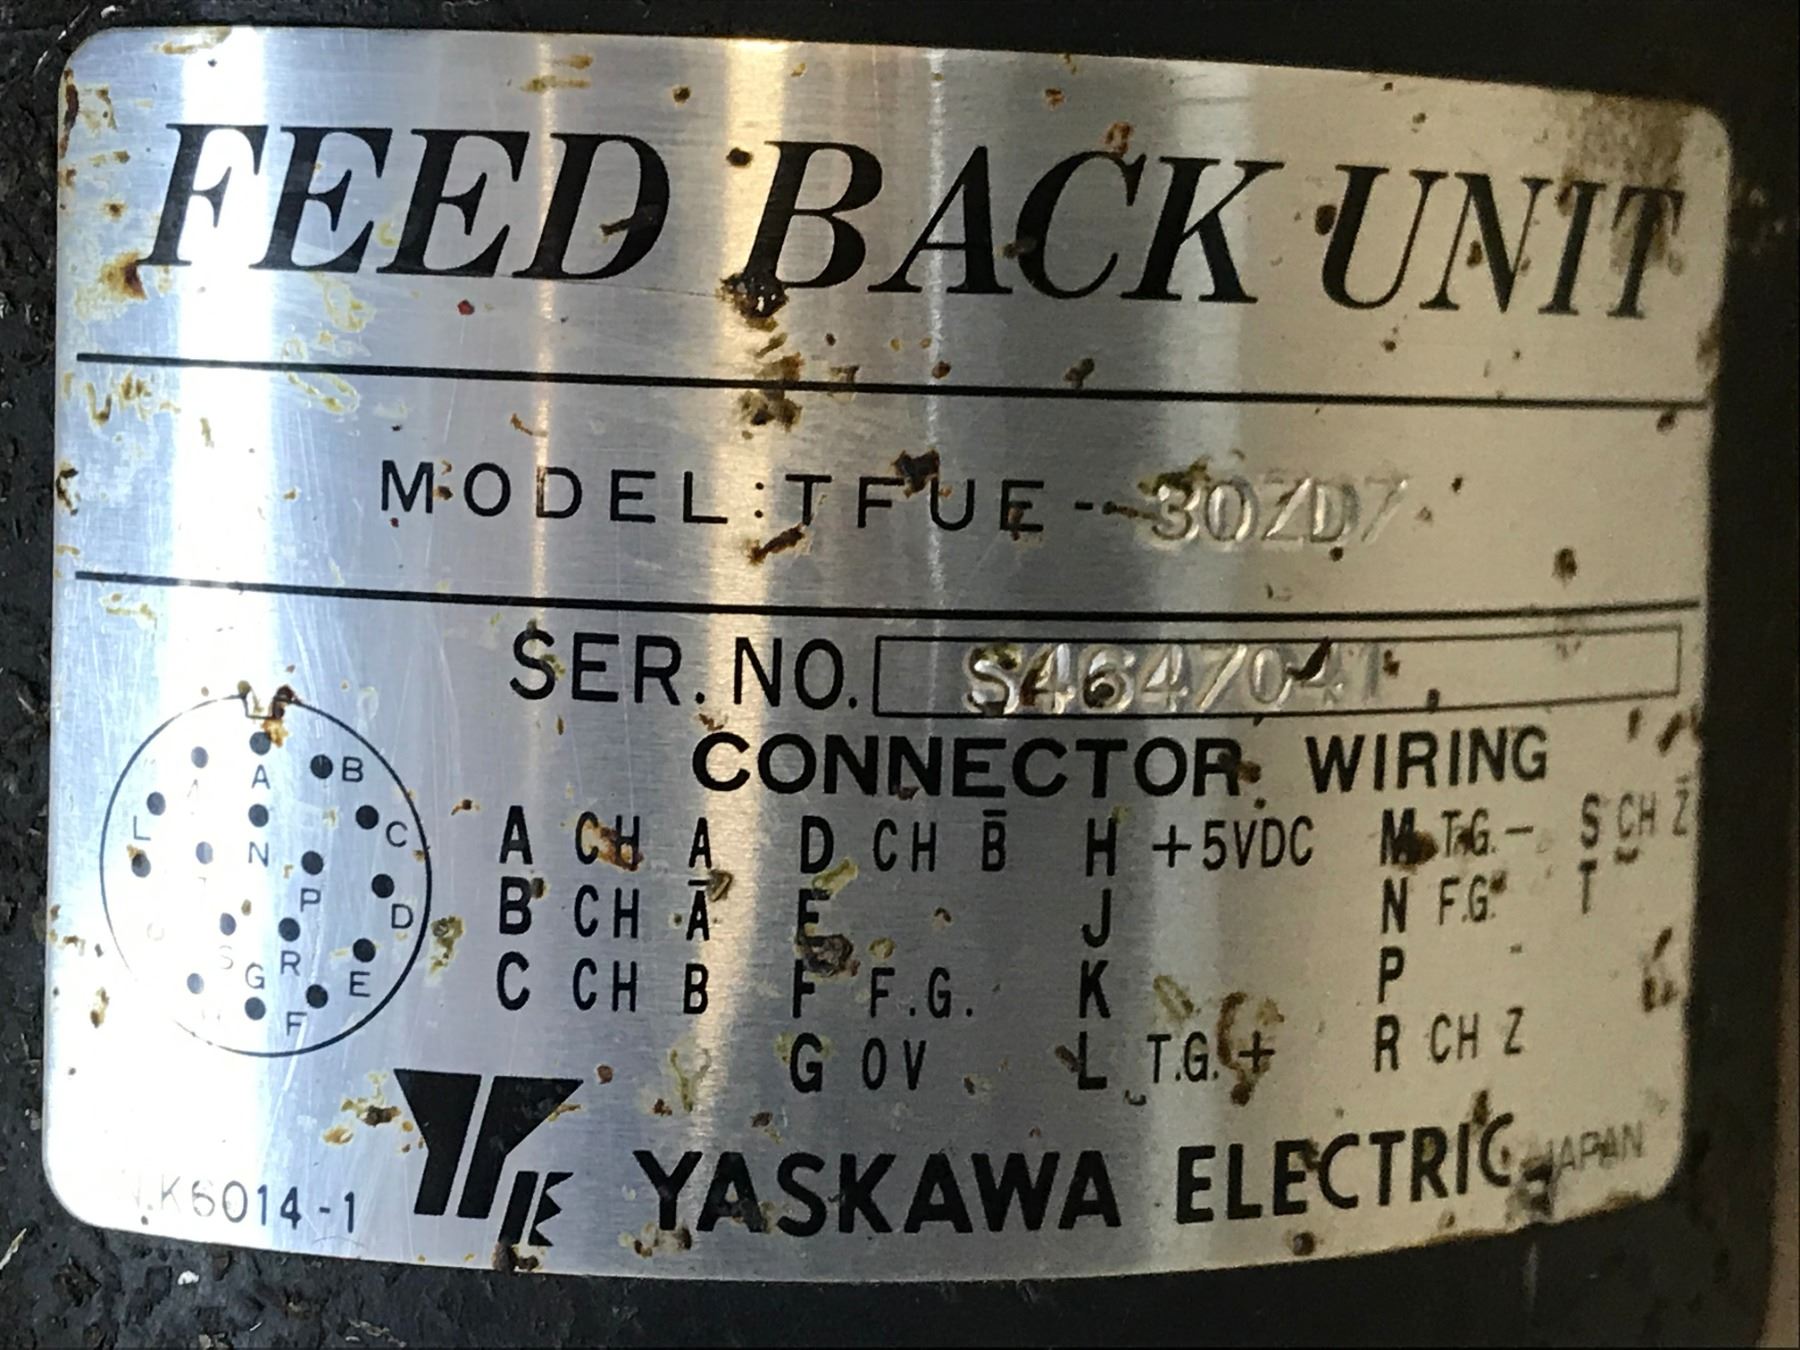 FEED BACK UNIT
MODEL: TFUE-30ZD7
SER. NO. S464704
CONNECTOR WIRING
A CH A D CH B̄ H +5VDC M T.G.- S CH Z̄
B CH Ā E J N F.G. T
C CH B F F.G. K P
G 0V L T.G.+ R CH Z
A
B
C
D
E
F
G
L
N
P
R
S
K6014-1
YE YASKAWA ELECTRIC JAPAN